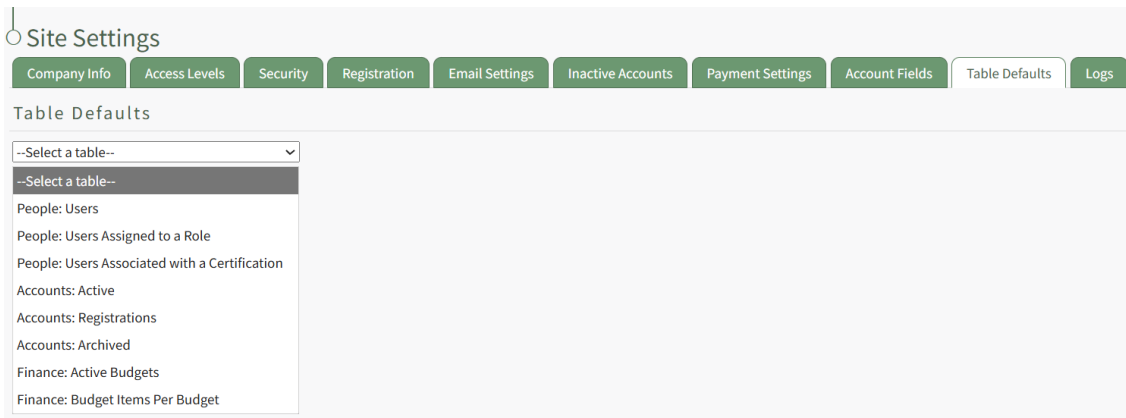 Site Settings
Company Info Access Levels Security Registration Email Settings Inactive Accounts Payment Settings Account Fields Table Defaults Logs
Table Defaults
--Select a table--
--Select a table--
People: Users
People: Users Assigned to a Role
People: Users Associated with a Certification
Accounts: Active
Accounts: Registrations
Accounts: Archived
Finance: Active Budgets
Finance: Budget Items Per Budget